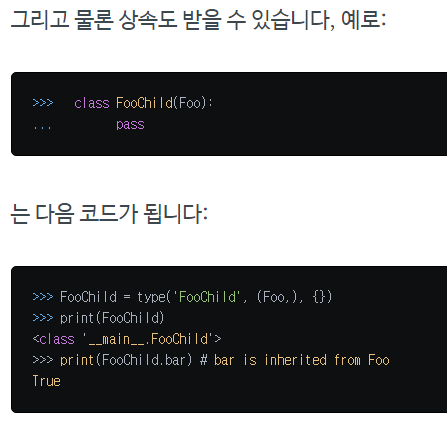 그리고 물론 상속도 받을 수 있습니다, 예로:
>>>   class FooChild(Foo):
...         pass
는 다음 코드가 됩니다:
>>> FooChild = type('FooChild', (Foo,), {})
>>> print(FooChild)
<class '__main__.FooChild'>
>>> print(FooChild.bar) # bar is inherited from Foo
True